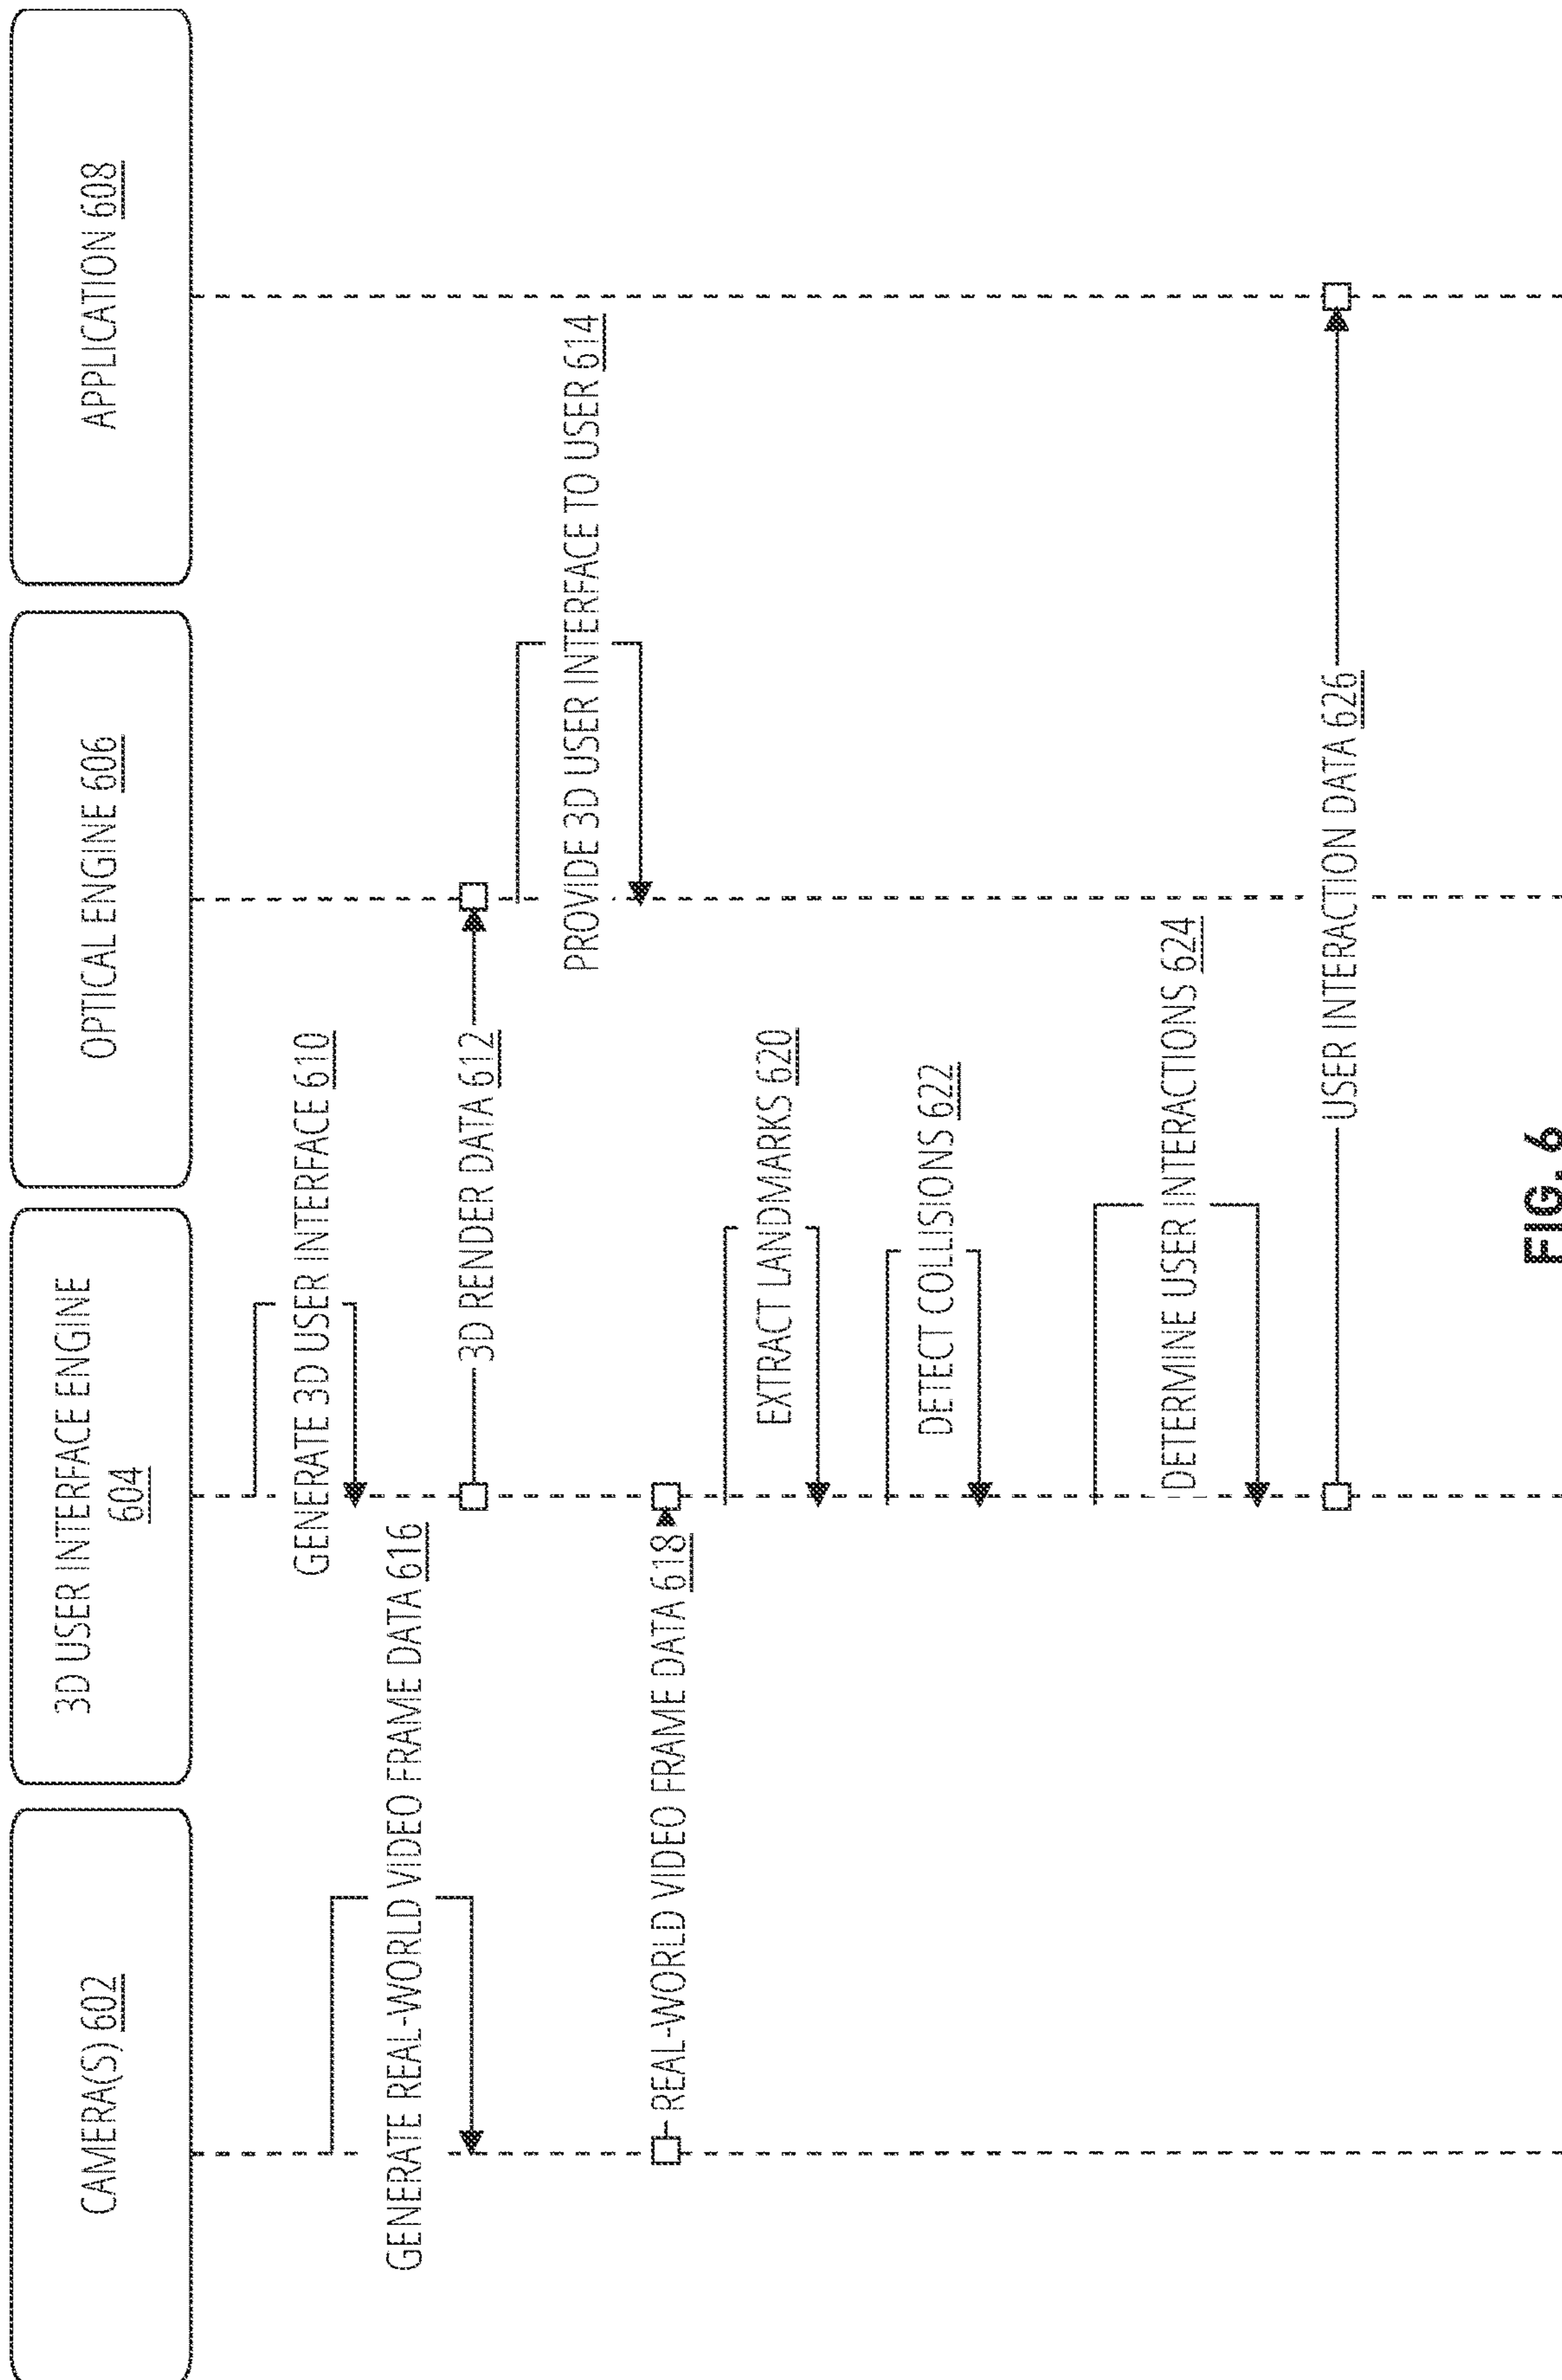 CAMERA(S) 602
3D USER INTERFACE ENGINE
604
OPTICAL ENGINE 606
APPLICATION 608
GENERATE 3D USER INTERFACE 610
GENERATE REAL-WORLD VIDEO FRAME DATA 616
3D RENDER DATA 612
PROVIDE 3D USER INTERFACE TO USER 614
REAL-WORLD VIDEO FRAME DATA 618
EXTRACT LANDMARKS 620
DETECT COLLISIONS 622
DETERMINE USER INTERACTIONS 624
USER INTERACTION DATA 626
FIG. 6